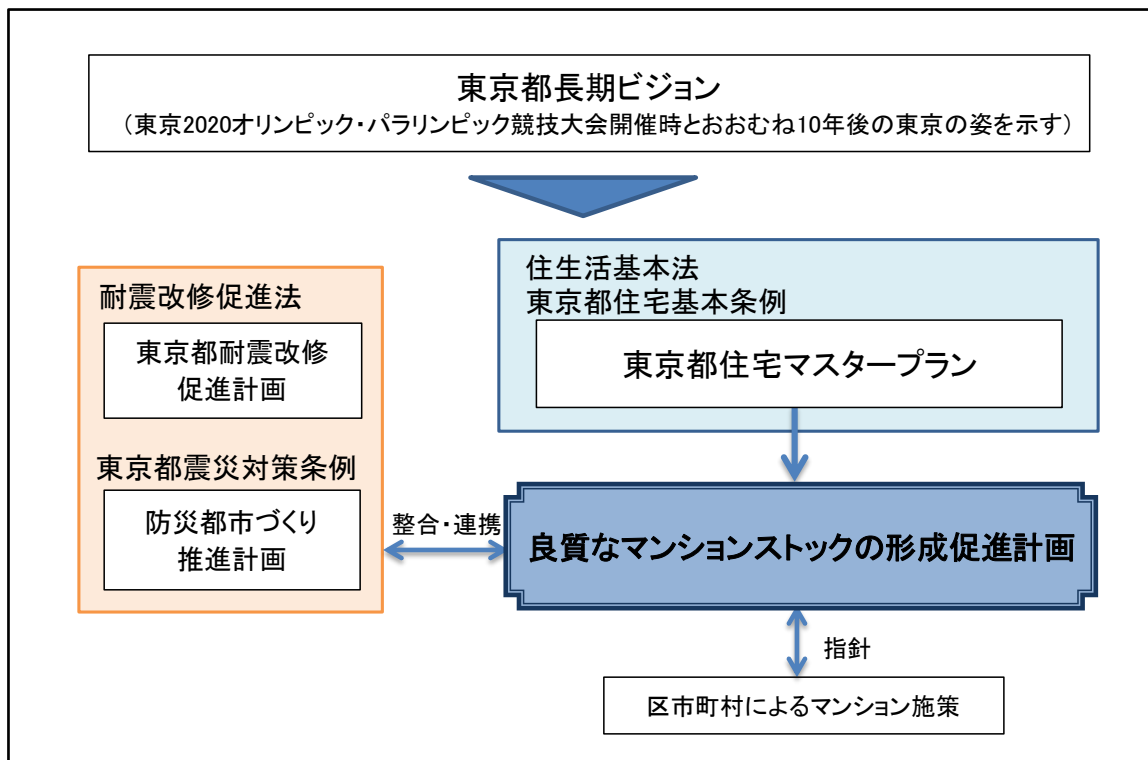 東京都長期ビジョン
（東京2020オリンピック・パラリンピック競技大会開催時とおおむね10年後の東京の姿を示す）
住生活基本法
東京都住宅基本条例
東京都住宅マスタープラン
耐震改修促進法
東京都耐震改修
促進計画
東京都震災対策条例
防災都市づくり
推進計画
整合・連携
良質なマンションストックの形成促進計画
指針
区市町村によるマンション施策